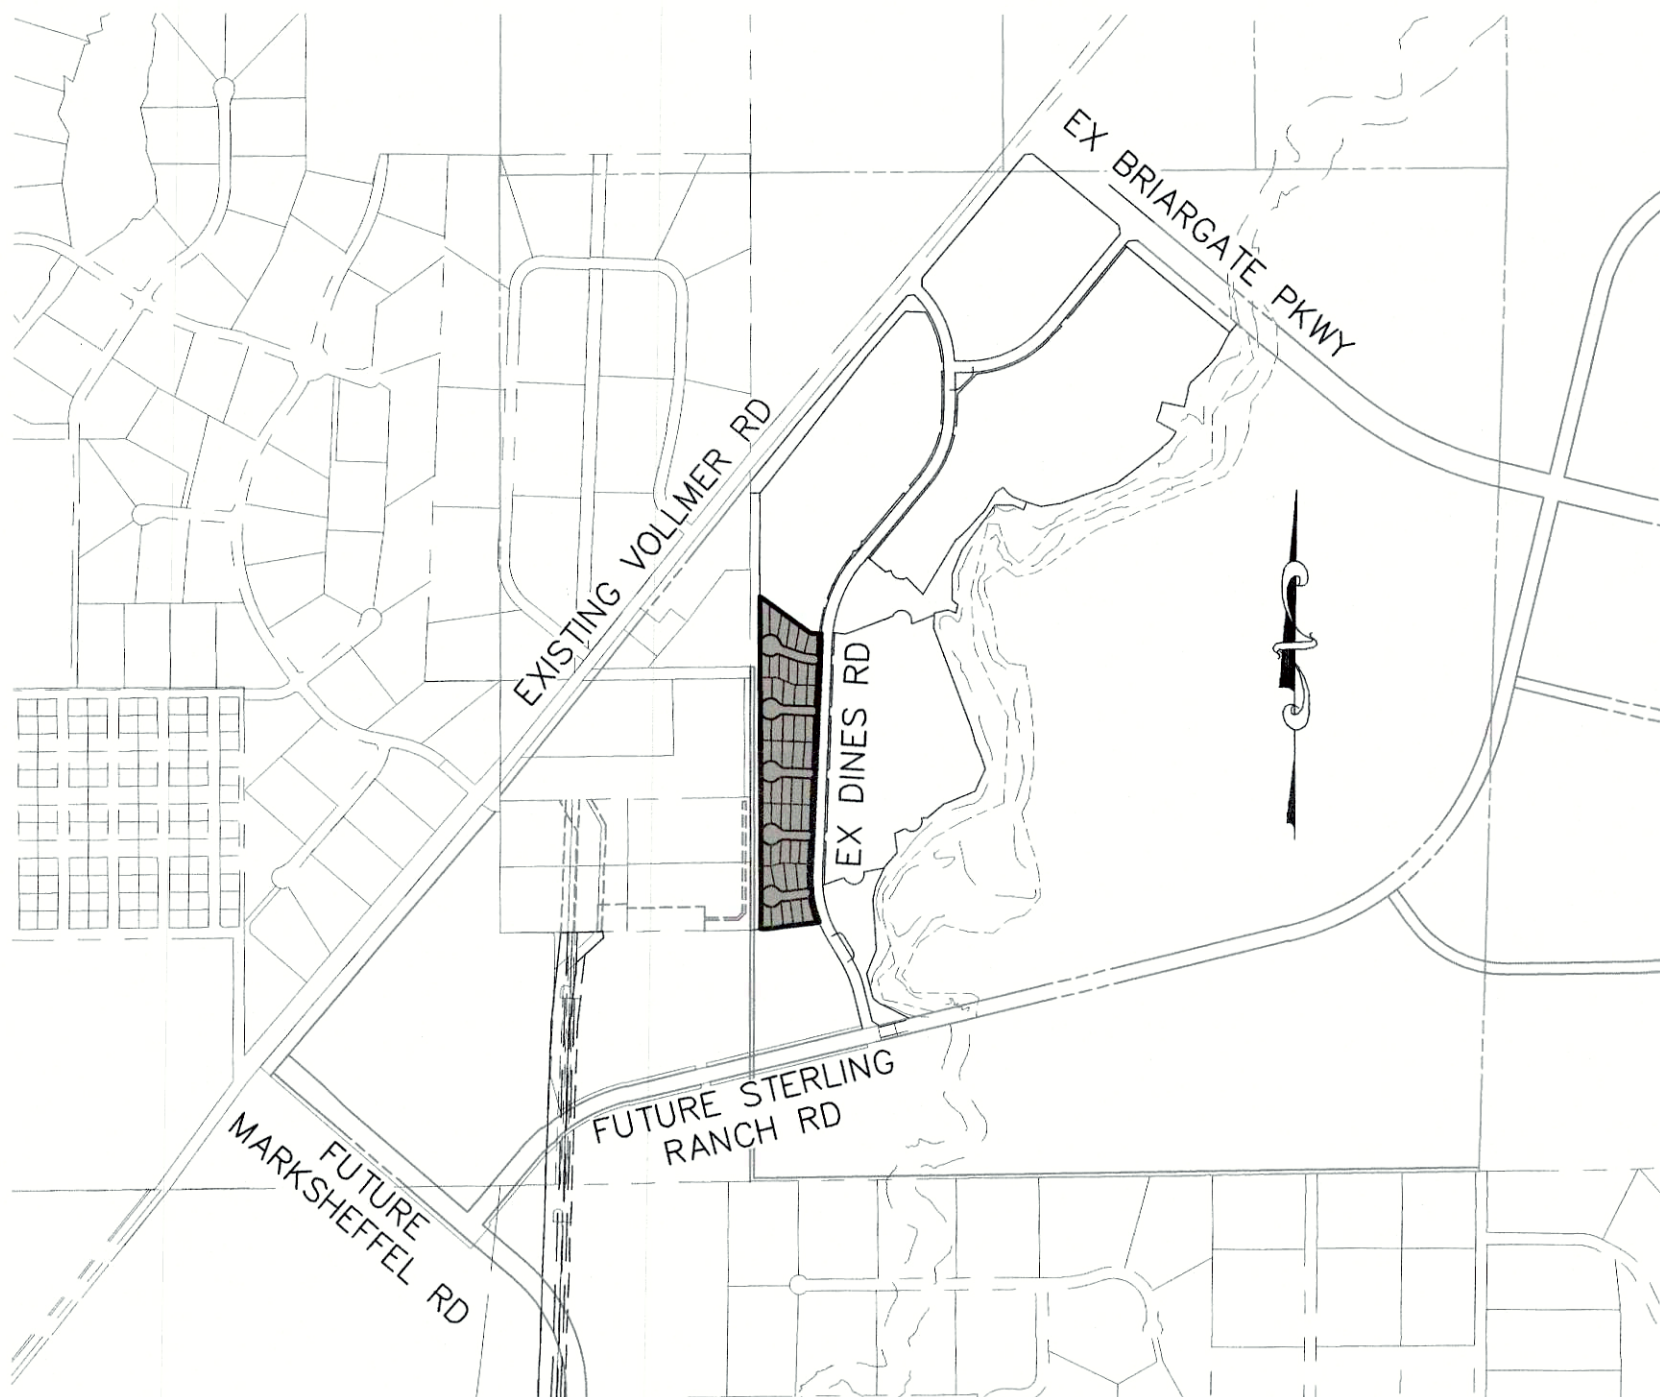 EX BRIARGATE PKWY
EXISTING VOLLMER RD
EX DINES RD
FUTURE STERLING
RANCH RD
FUTURE
MARKSHEFFEL RD